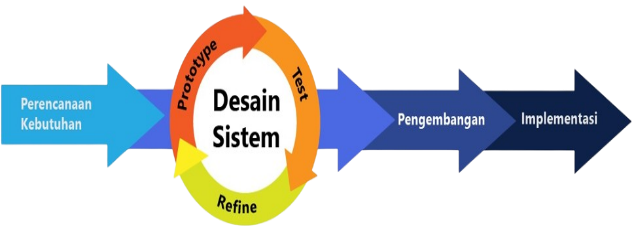 Perencanaan
Kebutuhan
Prototype
Test
Refine
Desain
Sistem
Pengembangan
Implementasi